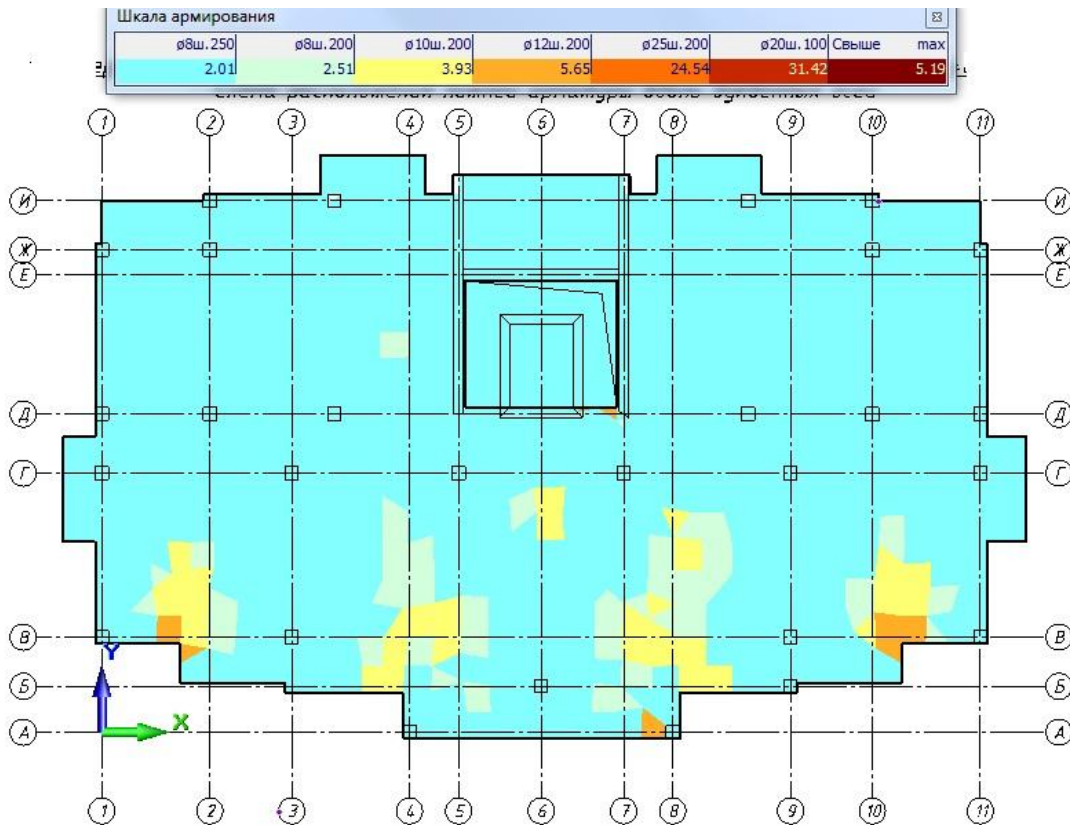 Шкала армирования
ø8ш.250 ø8ш.200 ø10ш.200 ø12ш.200 ø25ш.200 ø20ш.100 Свыше max
2.01 2.51 3.93 5.65 24.54 31.42 5.19
1 2 3 4 5 6 7 8 9 10 11
И И
Ж Ж
Е Е
Д Д
Г Г
В В
Y
Б Б
X
А А
1 2 3 4 5 6 7 8 9 10 11